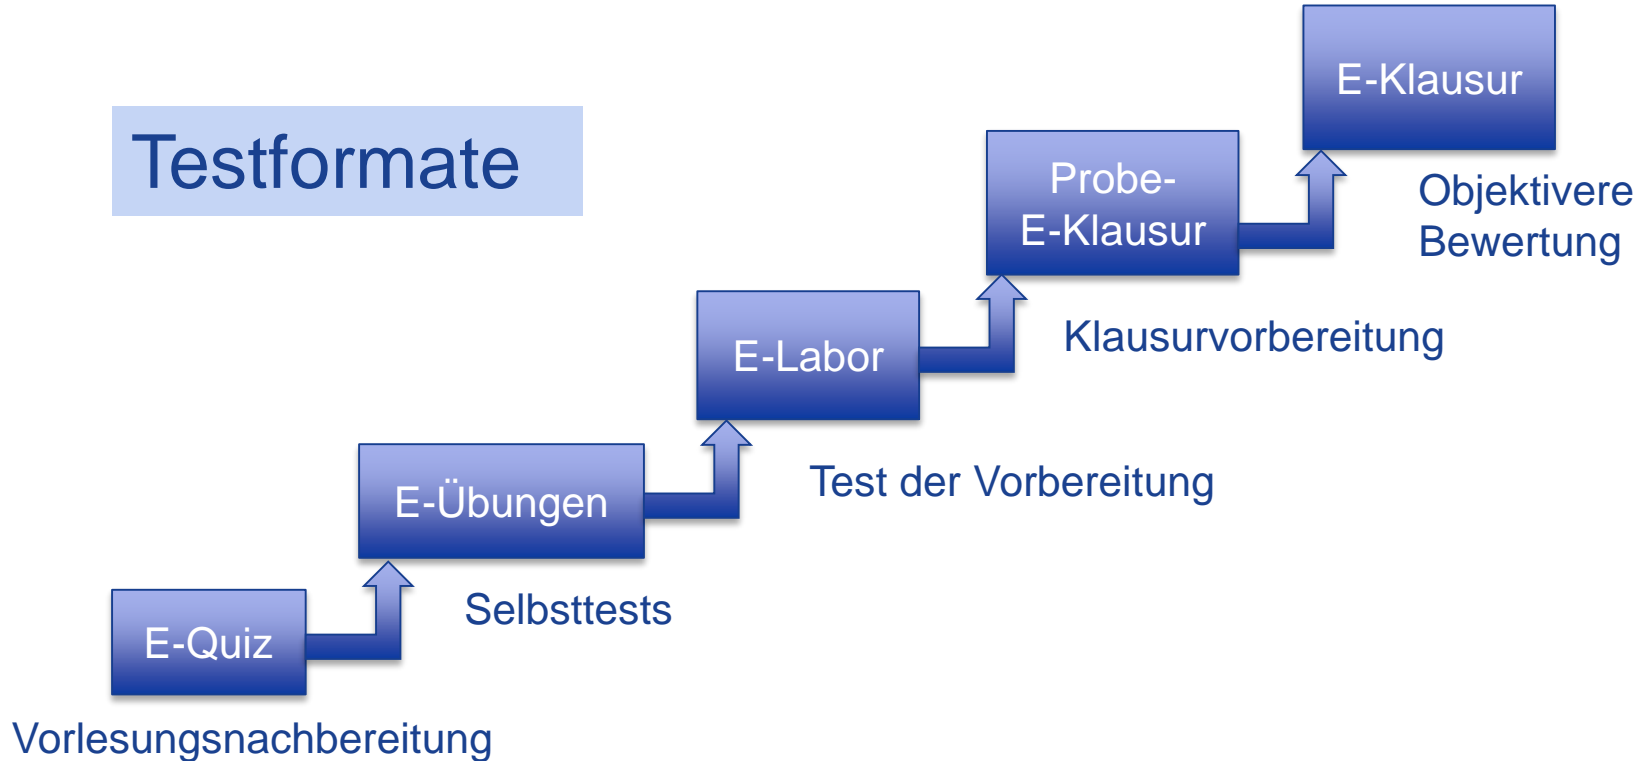 Testformate
E-Klausur
Objektivere
Bewertung
Probe-
E-Klausur
Klausurvorbereitung
E-Labor
Test der Vorbereitung
E-Übungen
Selbsttests
E-Quiz
Vorlesungsnachbereitung